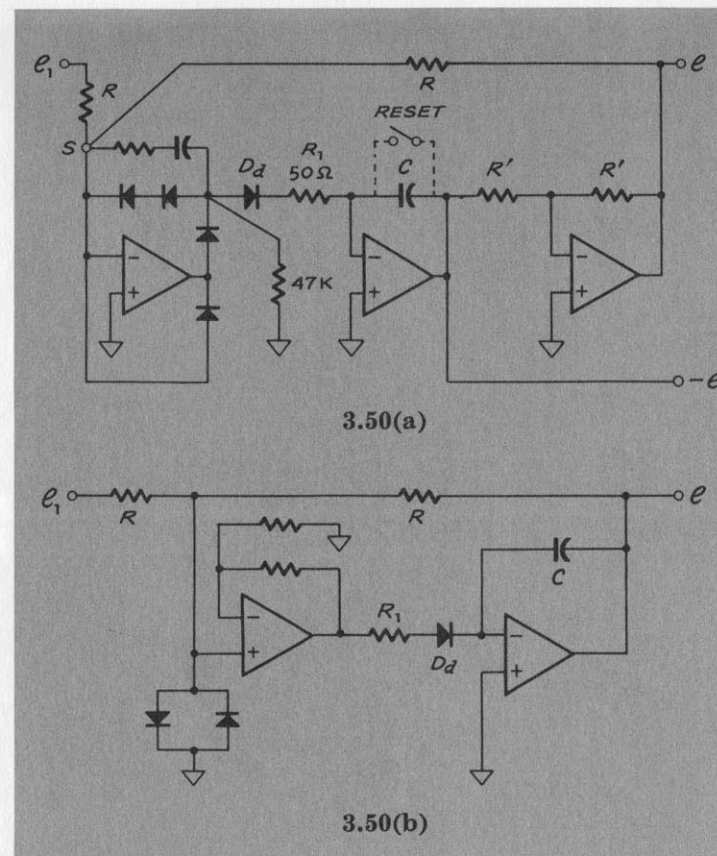 e₁
R
S
R
e
RESET
Dd
R₁
50Ω
C
R'
R'
−
+
47K
−
+
−
+
−e
3.50(a)
e₁
R
R
e
−
+
R₁
Dd
C
−
+
3.50(b)